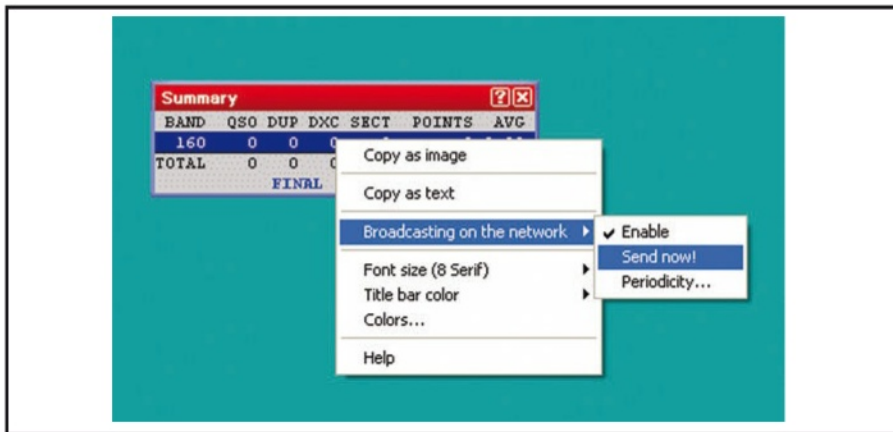 Summary
BAND QSO DUP DXC SECT POINTS AVG
160 0 0 0
TOTAL 0 0
FINAL
Copy as image
Copy as text
Broadcasting on the network
Enable
Send now!
Periodicity...
Font size (8 Serif)
Title bar color
Colors...
Help